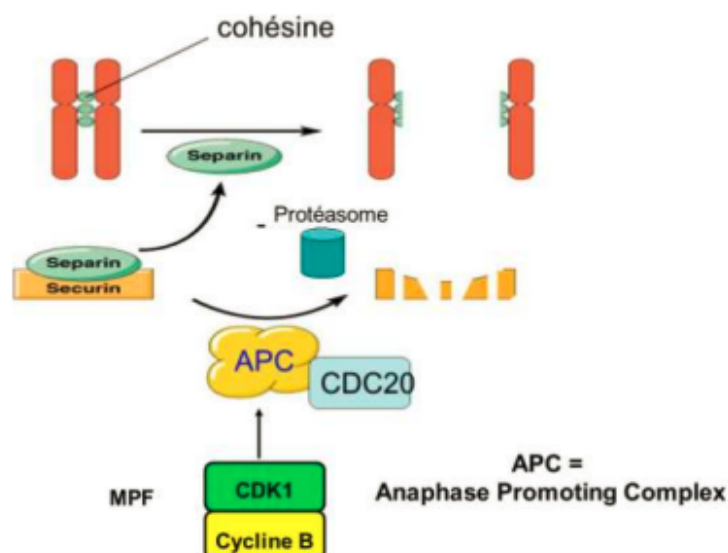 cohésine
Separin
- Protéasome
Separin
Securin
APC
CDC20
MPF
CDK1
Cycline B
APC =
Anaphase Promoting Complex